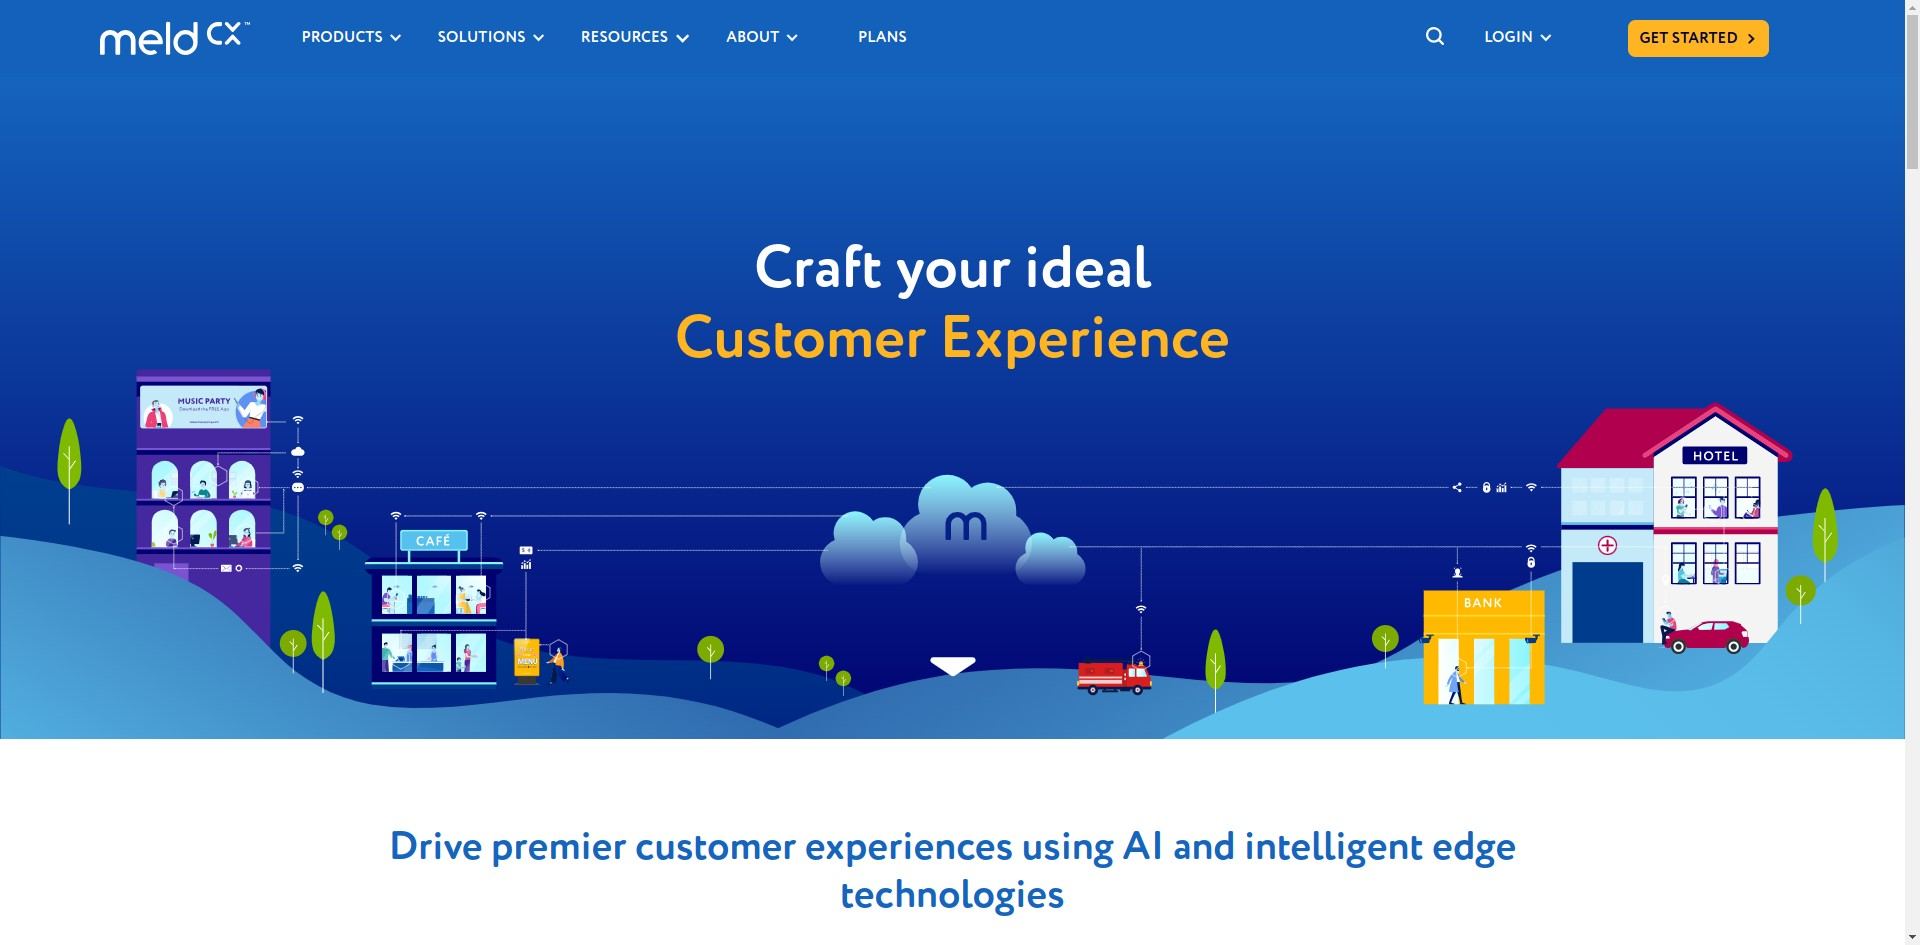 meld CX™
PRODUCTS
SOLUTIONS
RESOURCES
ABOUT
PLANS
LOGIN
GET STARTED
Craft your ideal
Customer Experience
MUSIC PARTY
Download the FREE App
CAFÉ
MENU
m
HOTEL
BANK
Drive premier customer experiences using AI and intelligent edge
technologies